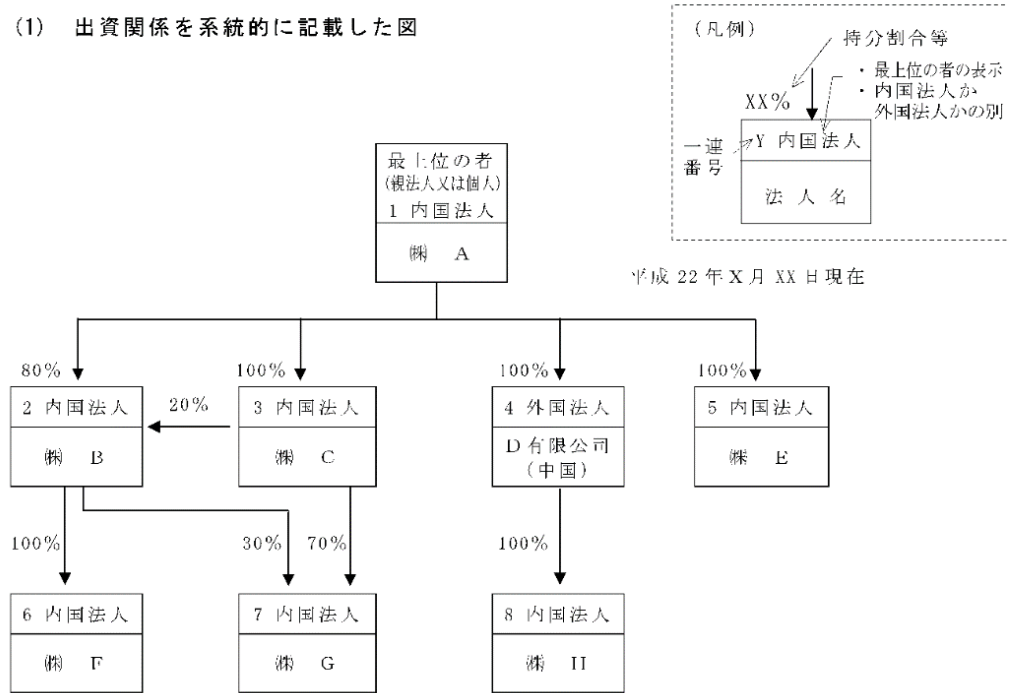 (1) 出資関係を系統的に記載した図
(凡例)
持分割合等
・最上位の者の表示
・内国法人か
外国法人かの別
XX%
一連
番号
Y 内国法人
法 人 名
最上位の者
(親法人又は個人)
1 内国法人
㈱ A
平成 22 年 X 月 XX 日現在
80%
100%
100%
100%
2 内国法人
20%
3 内国法人
4 外国法人
5 内国法人
㈱ B
㈱ C
D 有限公司
(中国)
㈱ E
100%
30%
70%
100%
6 内国法人
7 内国法人
8 内国法人
㈱ F
㈱ G
㈱ H